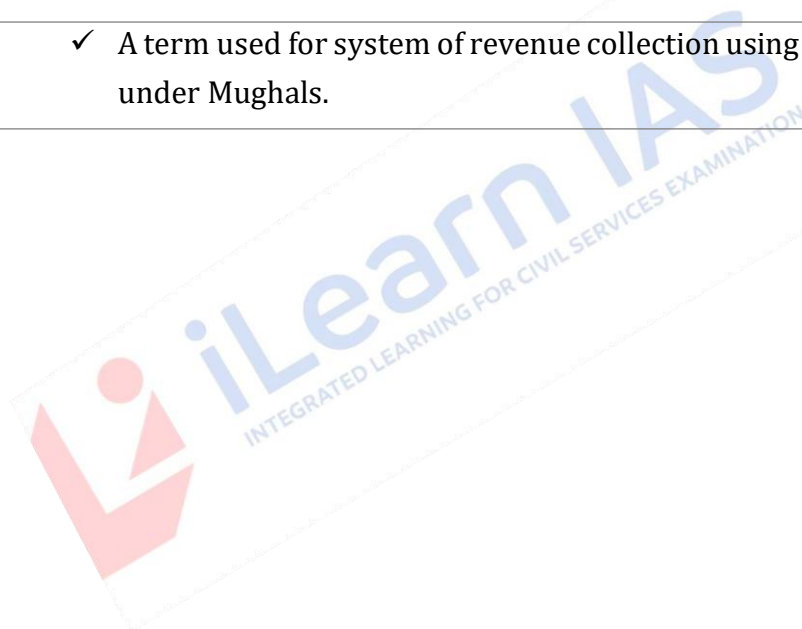 ✓ A term used for system of revenue collection using
under Mughals.
iLearn IAS
INTEGRATED LEARNING FOR CIVIL SERVICES EXAMINATION